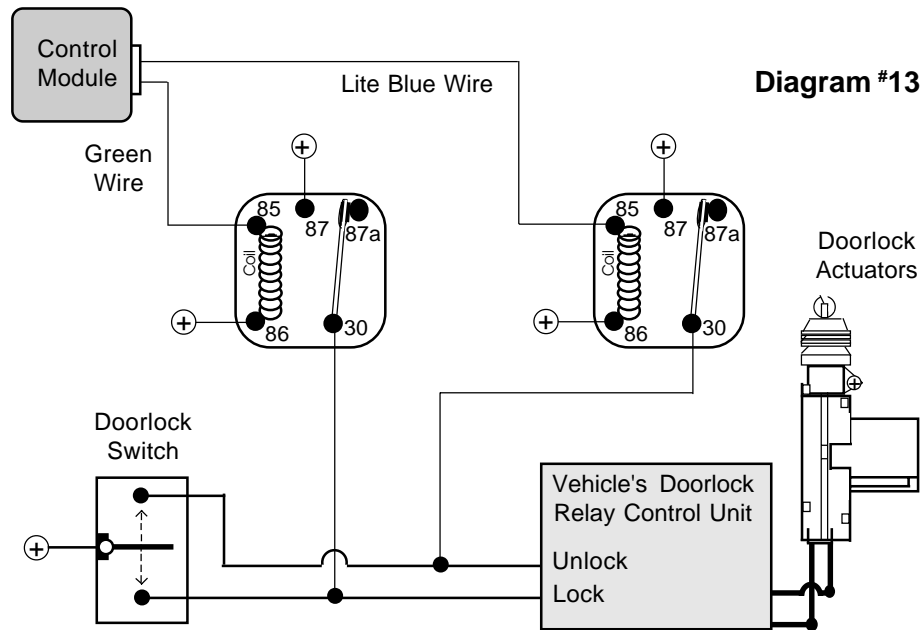 Control
Module
Lite Blue Wire
Diagram #13
Green
Wire
+
+
85
87
87a
Coil
86
30
+
85
87
87a
Coil
86
30
+
Doorlock
Actuators
Doorlock
Switch
+
Vehicle's Doorlock
Relay Control Unit
Unlock
Lock